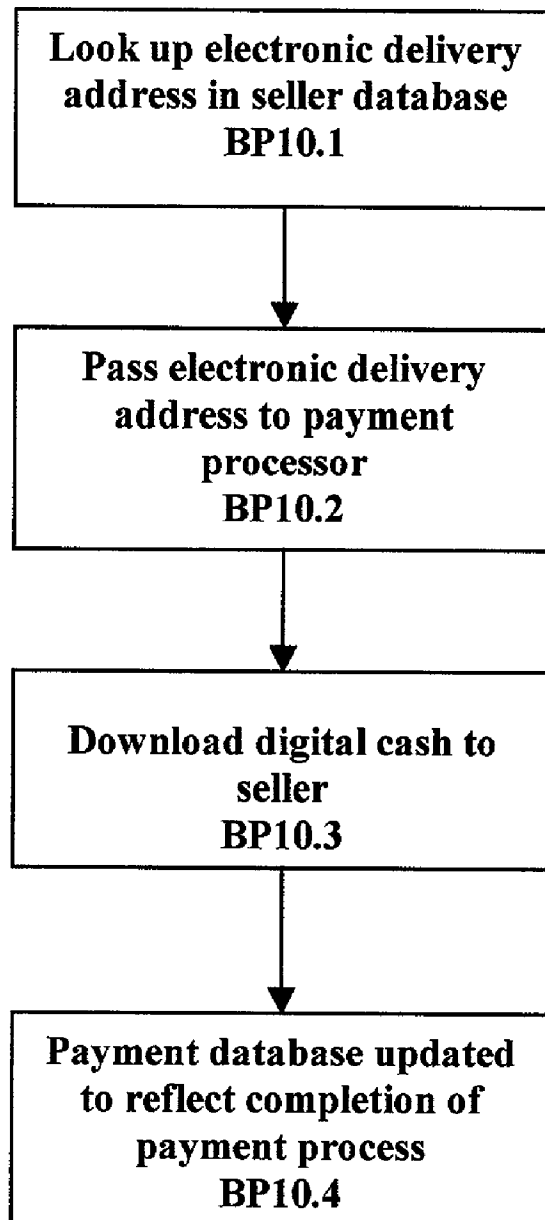 Look up electronic delivery
address in seller database
BP10.1
Pass electronic delivery
address to payment
processor
BP10.2
Download digital cash to
seller
BP10.3
Payment database updated
to reflect completion of
payment process
BP10.4